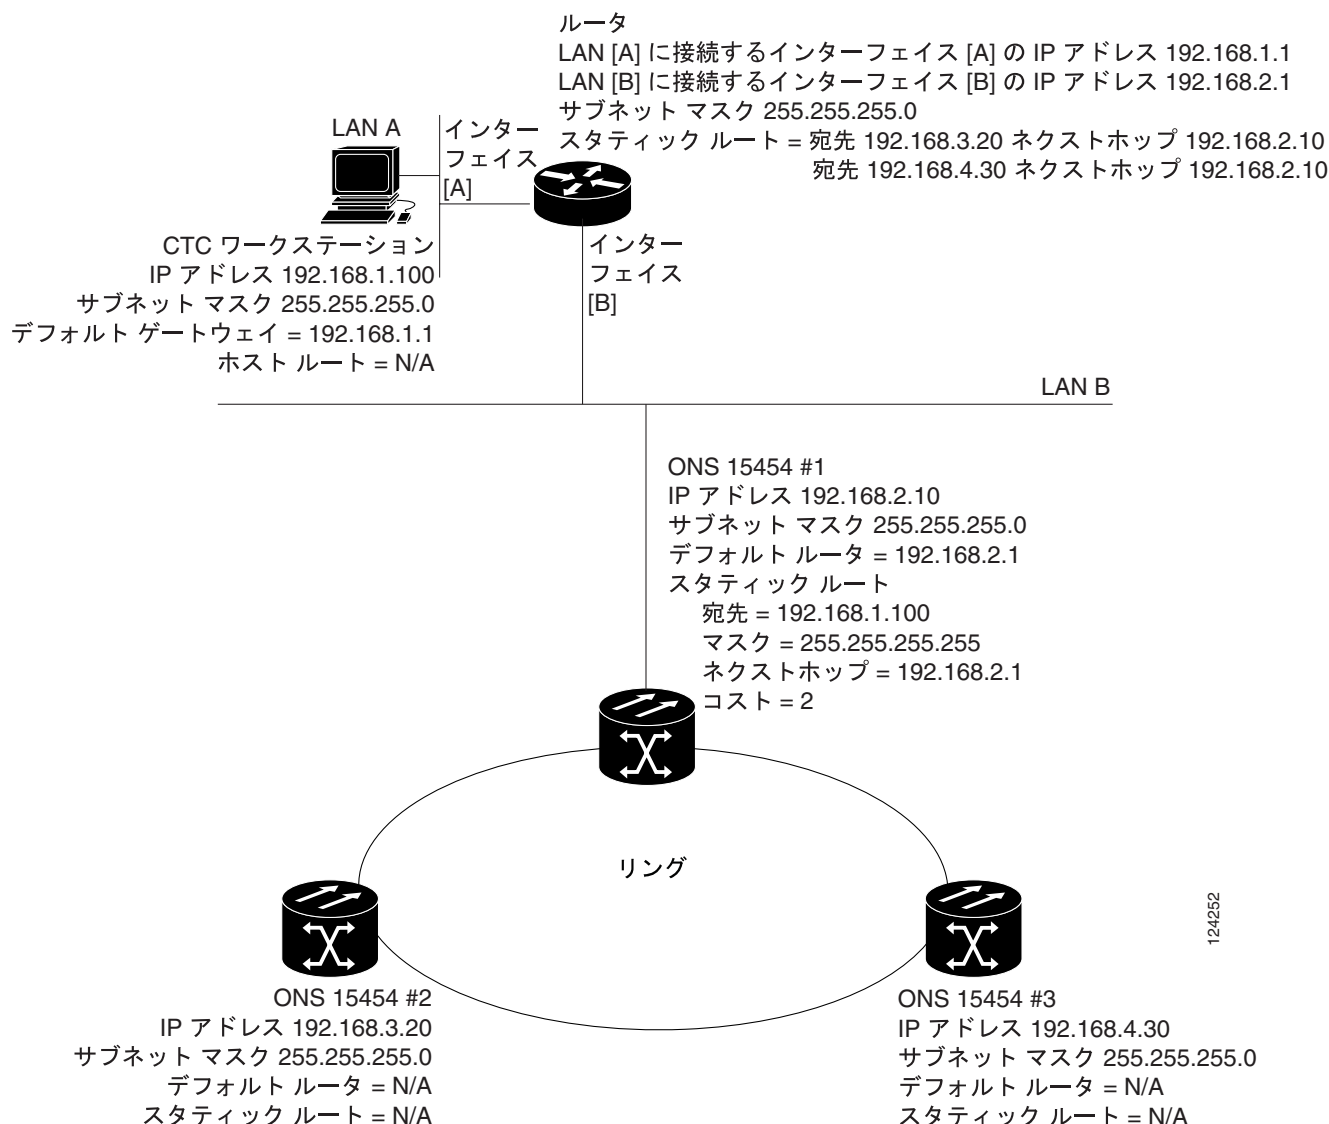 ルータ
LAN [A] に接続するインターフェイス [A] の IP アドレス 192.168.1.1
LAN [B] に接続するインターフェイス [B] の IP アドレス 192.168.2.1
サブネット マスク 255.255.255.0
スタティック ルート = 宛先 192.168.3.20 ネクストホップ 192.168.2.10
宛先 192.168.4.30 ネクストホップ 192.168.2.10
LAN A
インター
フェイス
[A]
CTC ワークステーション
IP アドレス 192.168.1.100
サブネット マスク 255.255.255.0
デフォルト ゲートウェイ = 192.168.1.1
ホスト ルート = N/A
インター
フェイス
[B]
LAN B
ONS 15454 #1
IP アドレス 192.168.2.10
サブネット マスク 255.255.255.0
デフォルト ルータ = 192.168.2.1
スタティック ルート
宛先 = 192.168.1.100
マスク = 255.255.255.255
ネクストホップ = 192.168.2.1
コスト = 2
リング
ONS 15454 #2
IP アドレス 192.168.3.20
サブネット マスク 255.255.255.0
デフォルト ルータ = N/A
スタティック ルート = N/A
ONS 15454 #3
IP アドレス 192.168.4.30
サブネット マスク 255.255.255.0
デフォルト ルータ = N/A
スタティック ルート = N/A
124252